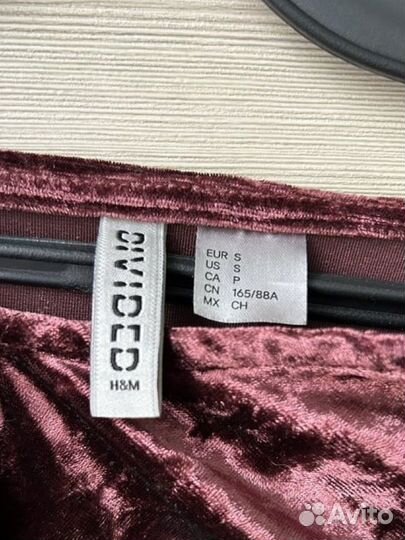 DIVIDED
H&M
EUR S
US S
CA P
CN 165/88A
MX CH
Avito